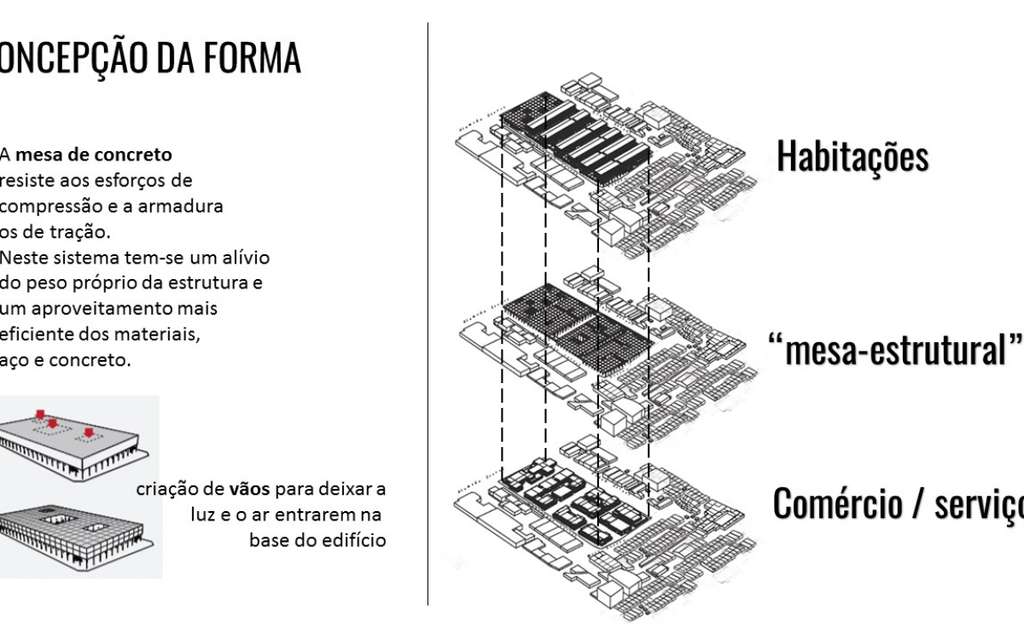 ONCEPÇÃO DA FORMA
A mesa de concreto
resiste aos esforços de
compressão e a armadura
os de tração.
Neste sistema tem-se um alívio
do peso próprio da estrutura e
um aproveitamento mais
eficiente dos materiais,
aço e concreto.
criação de vãos para deixar a
luz e o ar entrarem na
base do edifício
Habitações
“mesa-estrutural”
Comércio / serviço